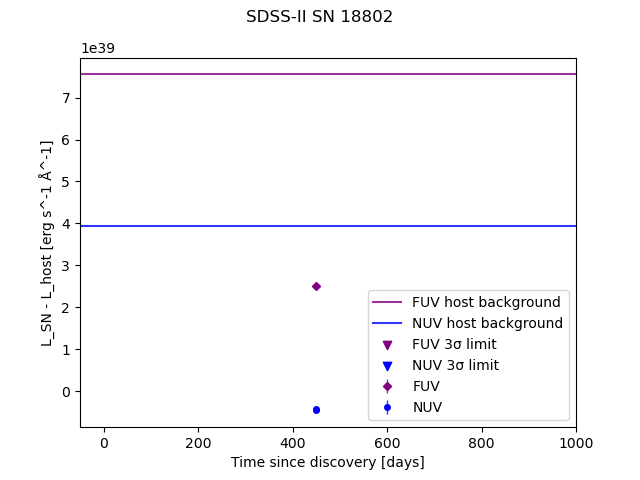 SDSS-II SN 18802
1e39
L_SN - L_host [erg s^-1 Å^-1]
7
6
5
4
3
2
1
0
FUV host background
NUV host background
FUV 3σ limit
NUV 3σ limit
FUV
NUV
0 200 400 600 800 1000
Time since discovery [days]